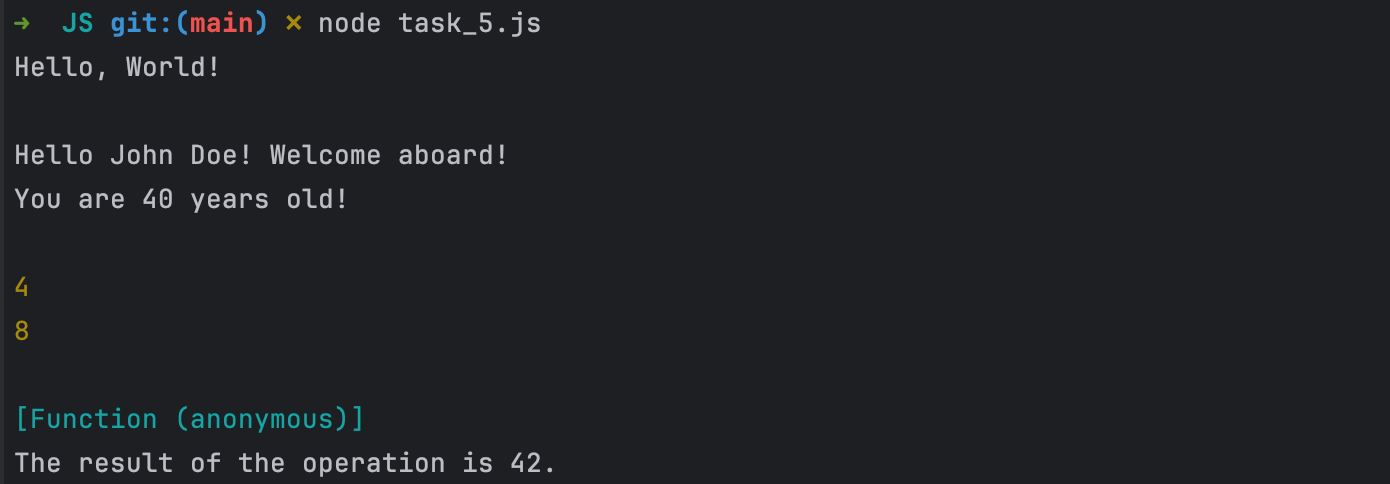 ➜  JS git:(main) ✗ node task_5.js
Hello, World!
Hello John Doe! Welcome aboard!
You are 40 years old!
4
8
[Function (anonymous)]
The result of the operation is 42.